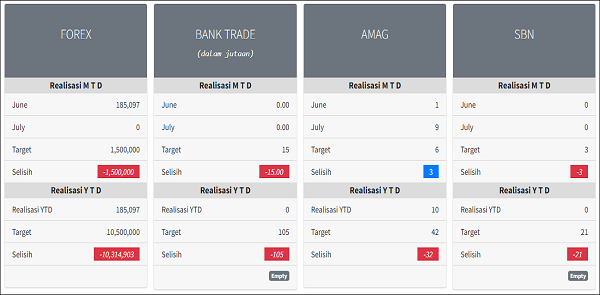 FOREX
Realisasi M T D
June 185,097
July 0
Target 1,500,000
Selisih -1,500,000
Realisasi Y T D
Realisasi YTD 185,097
Target 10,500,000
Selisih -10,314,903
BANK TRADE
(dalam jutaan)
Realisasi M T D
June 0.00
July 0.00
Target 15
Selisih -15.00
Realisasi Y T D
Realisasi YTD 0
Target 105
Selisih -105
Empty
AMAG
Realisasi M T D
June 1
July 9
Target 6
Selisih 3
Realisasi Y T D
Realisasi YTD 10
Target 42
Selisih -32
SBN
Realisasi M T D
June 0
July 0
Target 3
Selisih -3
Realisasi Y T D
Realisasi YTD 0
Target 21
Selisih -21
Empty